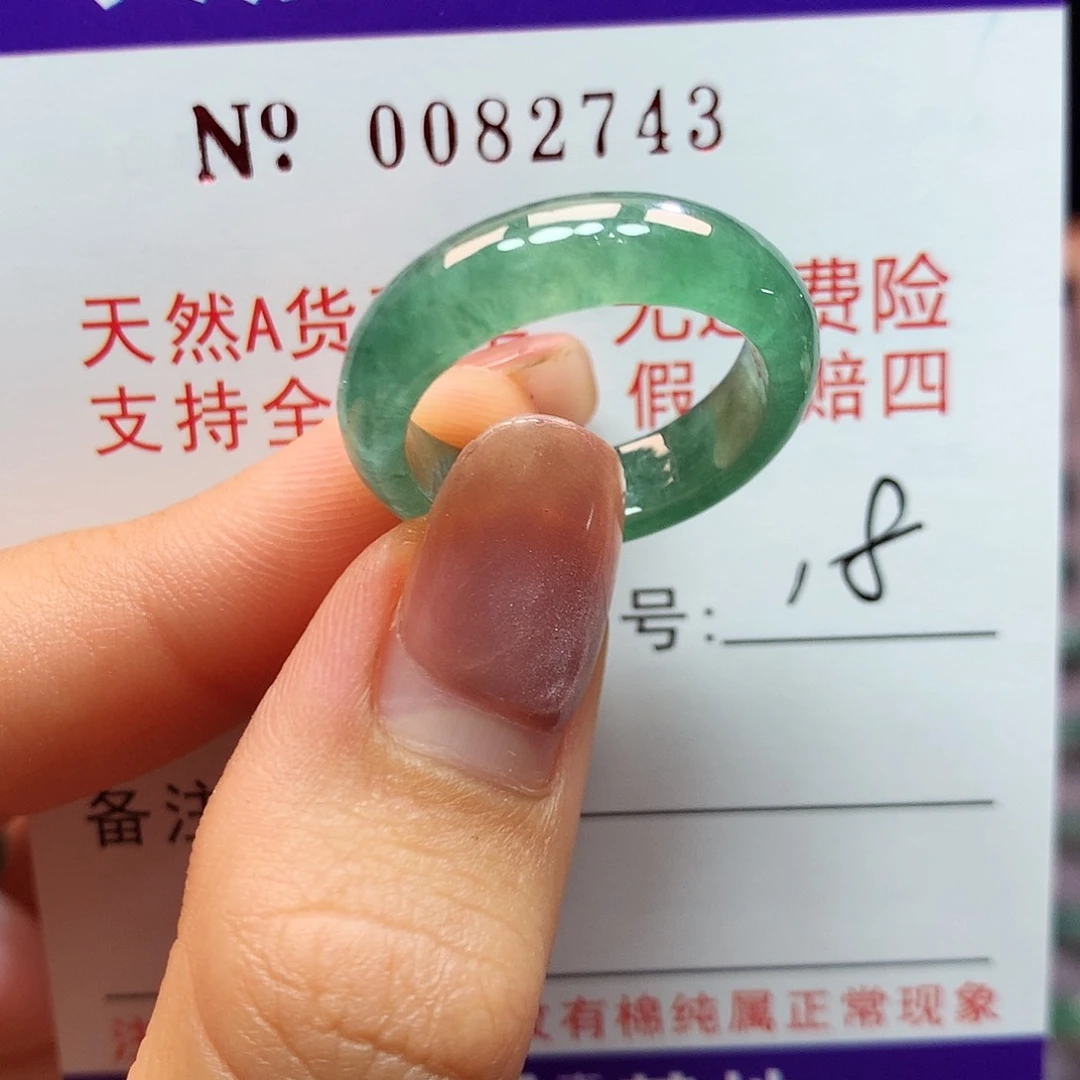 No 0082743
天然A货 费险
支持全 假 赔四
号: 18
备注
有棉纯属正常现象